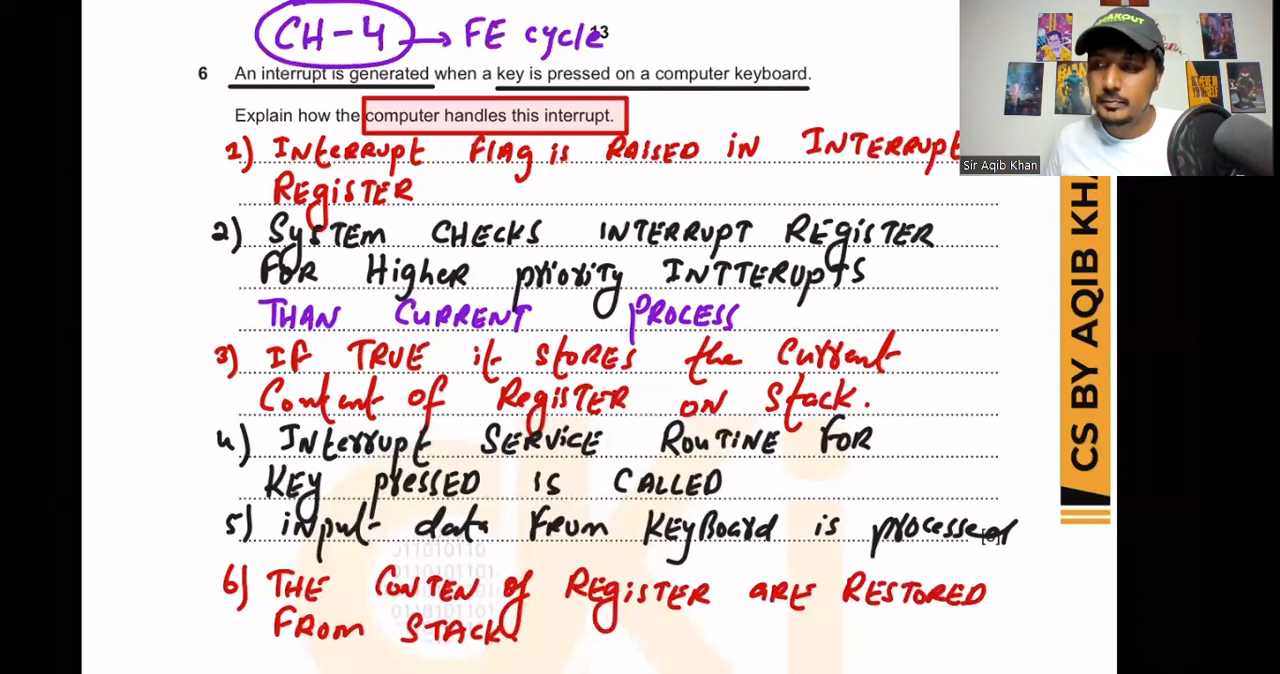 CH-4 → FE cycle
13
6 An interrupt is generated when a key is pressed on a computer keyboard.
Explain how the computer handles this interrupt.
1) INterrupt Flag is RAISED IN INTERRUPT
REGISTER
2) SySTEM CHECKS INTERRUPT REGISTER
FOR Higher priority INTTERUPTS
THAN CURRENT PROCESS
3) IF TRUE it STORES the Current
Content of REGISTER ON Stack.
4) INterrupt SERVICE ROUTINE FOR
KEY pressed IS CALLED
5) input data FROM KEyBoard is processed
6) THE CONTEN of REGISTER ARE RESTORED
FROM STACK
Sir Aqib Khan
CS BY AQIB KHA